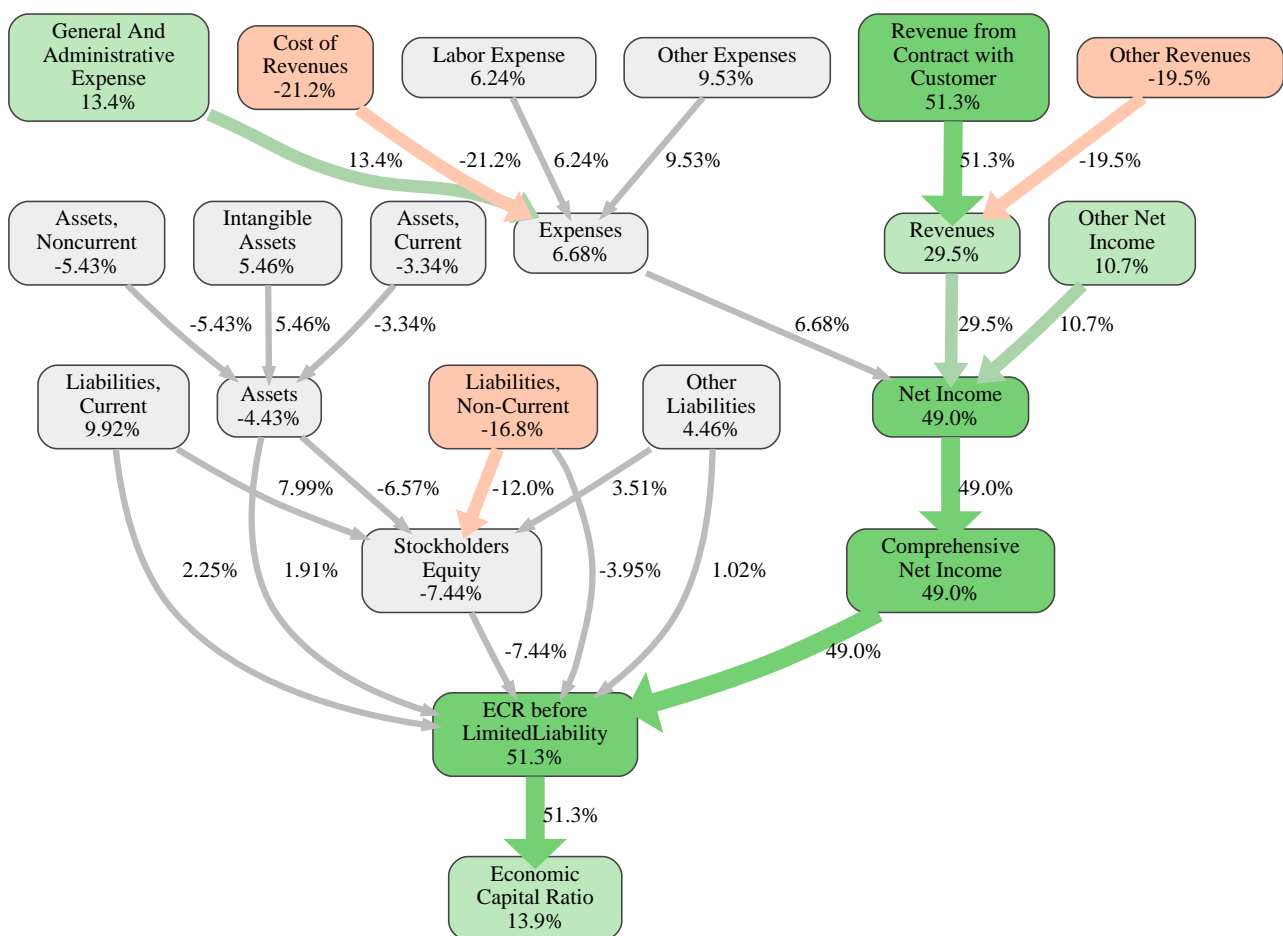 General And
Administrative
Expense
13.4%
Cost of
Revenues
-21.2%
Labor Expense
6.24%
Other Expenses
9.53%
Revenue from
Contract with
Customer
51.3%
Other Revenues
-19.5%
13.4%
-21.2%
6.24%
9.53%
51.3%
-19.5%
Assets,
Noncurrent
-5.43%
Intangible
Assets
5.46%
Assets,
Current
-3.34%
Expenses
6.68%
Revenues
29.5%
Other Net
Income
10.7%
-5.43%
5.46%
-3.34%
6.68%
29.5%
10.7%
Liabilities,
Current
9.92%
Assets
-4.43%
Liabilities,
Non-Current
-16.8%
Other
Liabilities
4.46%
Net Income
49.0%
7.99%
-6.57%
-12.0%
3.51%
49.0%
Stockholders
Equity
-7.44%
Comprehensive
Net Income
49.0%
2.25%
1.91%
-3.95%
1.02%
-7.44%
49.0%
ECR before
LimitedLiability
51.3%
51.3%
Economic
Capital Ratio
13.9%